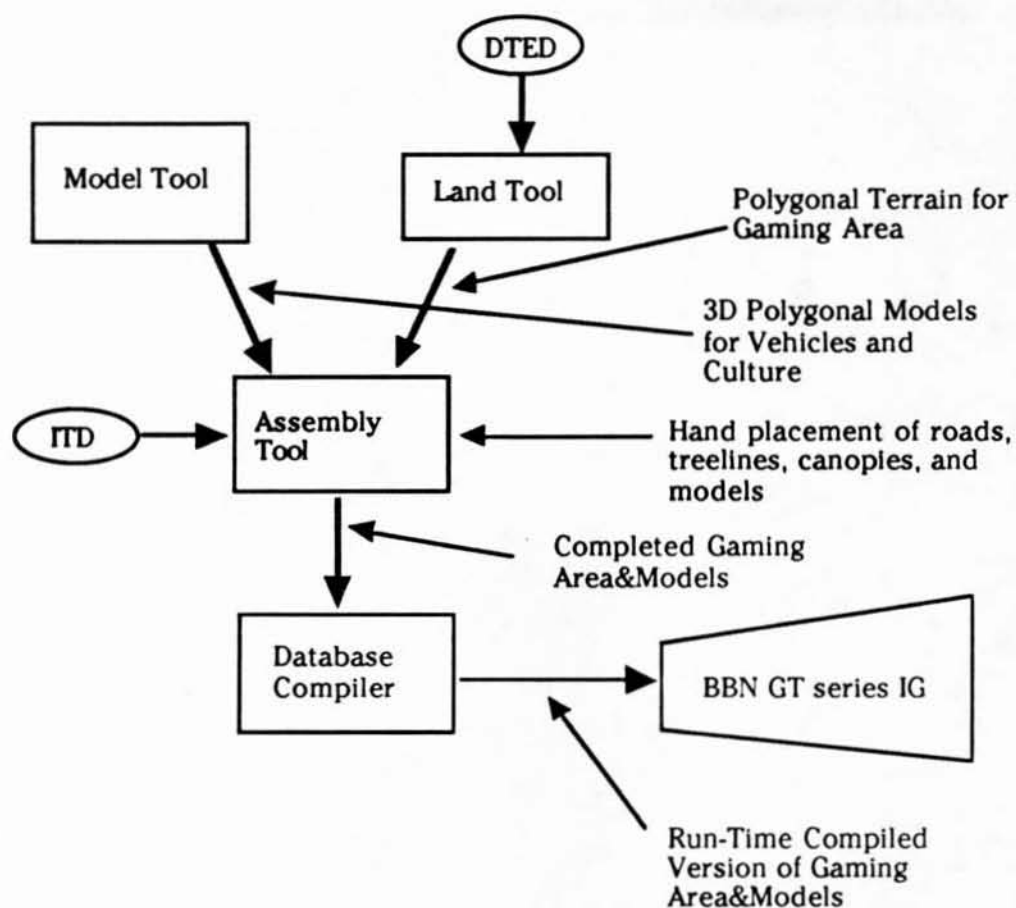 DTED
Model Tool
Land Tool
Polygonal Terrain for
Gaming Area
3D Polygonal Models
for Vehicles and
Culture
ITD
Assembly
Tool
Hand placement of roads,
treelines, canopies, and
models
Completed Gaming
Area&Models
Database
Compiler
BBN GT series IG
Run-Time Compiled
Version of Gaming
Area&Models